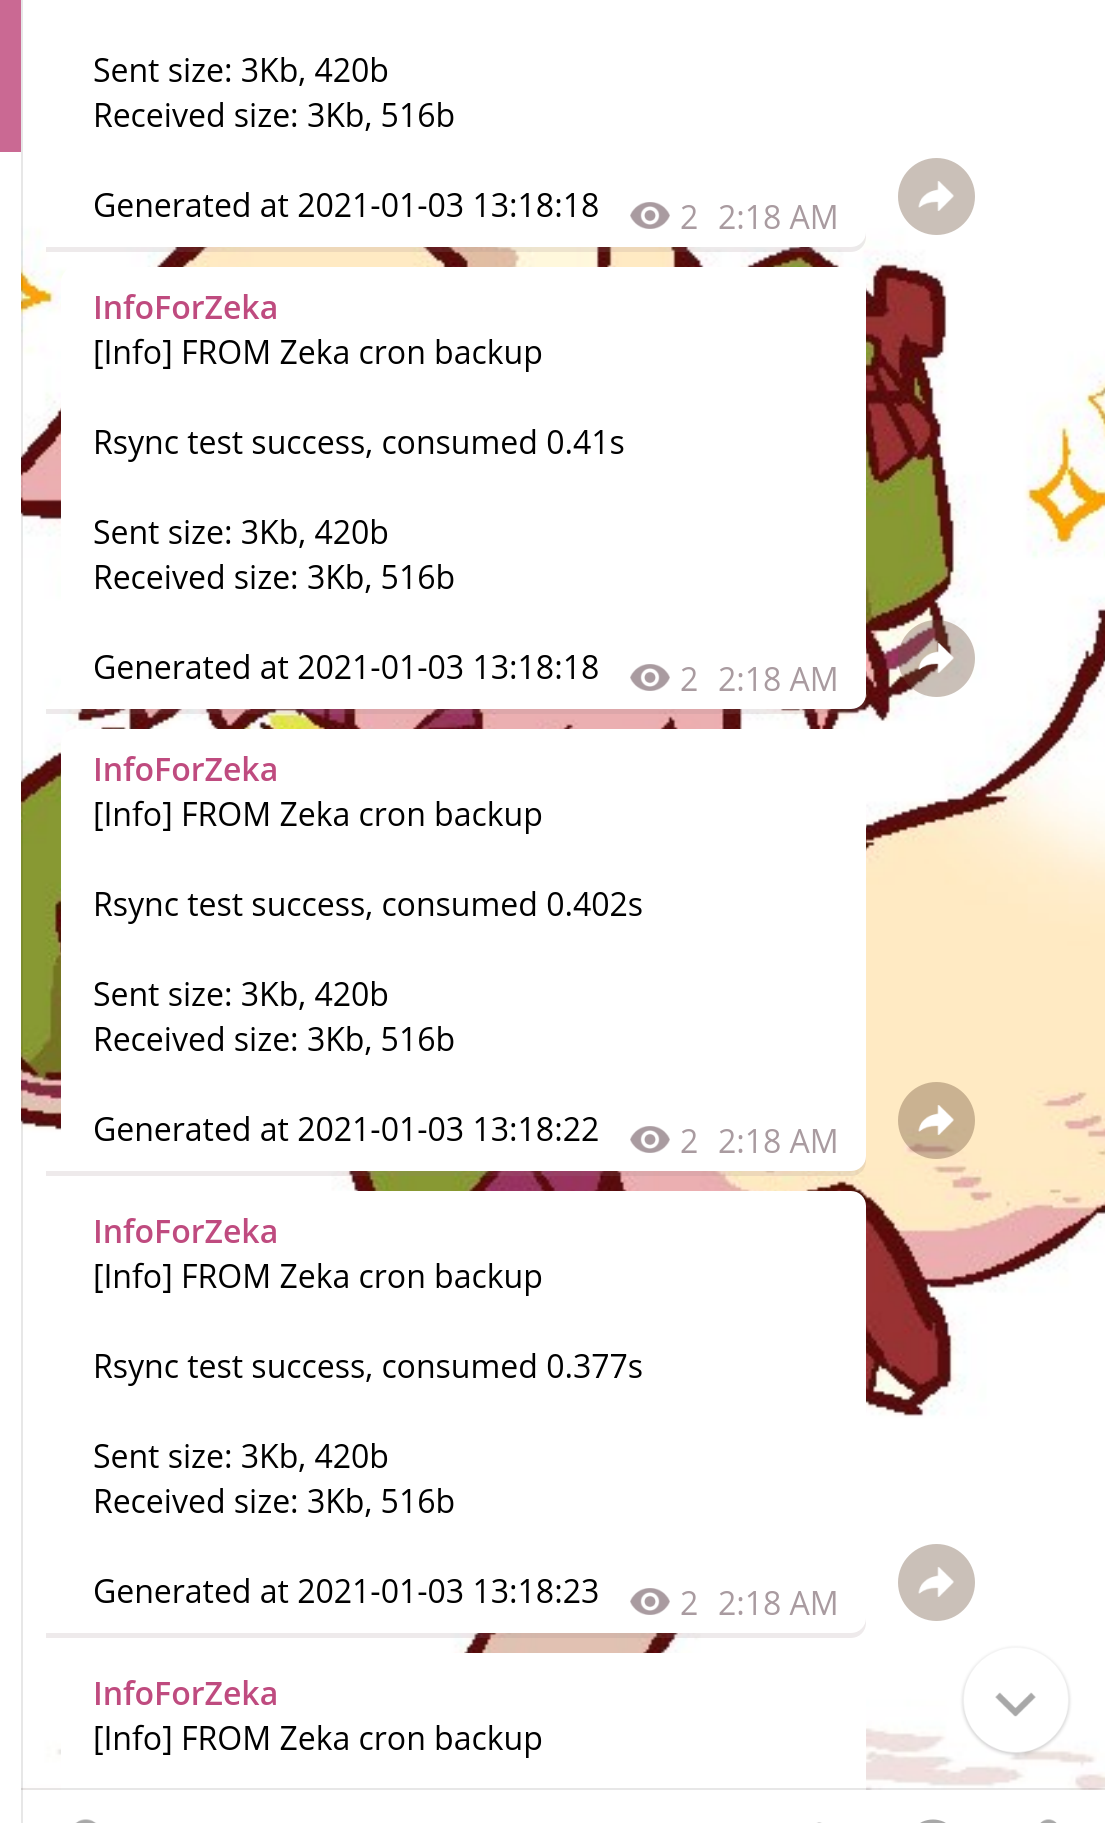 Sent size: 3Kb, 420b
Received size: 3Kb, 516b
Generated at 2021-01-03 13:18:18 2 2:18 AM
InfoForZeka
[Info] FROM Zeka cron backup
Rsync test success, consumed 0.41s
Sent size: 3Kb, 420b
Received size: 3Kb, 516b
Generated at 2021-01-03 13:18:18 2 2:18 AM
InfoForZeka
[Info] FROM Zeka cron backup
Rsync test success, consumed 0.402s
Sent size: 3Kb, 420b
Received size: 3Kb, 516b
Generated at 2021-01-03 13:18:22 2 2:18 AM
InfoForZeka
[Info] FROM Zeka cron backup
Rsync test success, consumed 0.377s
Sent size: 3Kb, 420b
Received size: 3Kb, 516b
Generated at 2021-01-03 13:18:23 2 2:18 AM
InfoForZeka
[Info] FROM Zeka cron backup